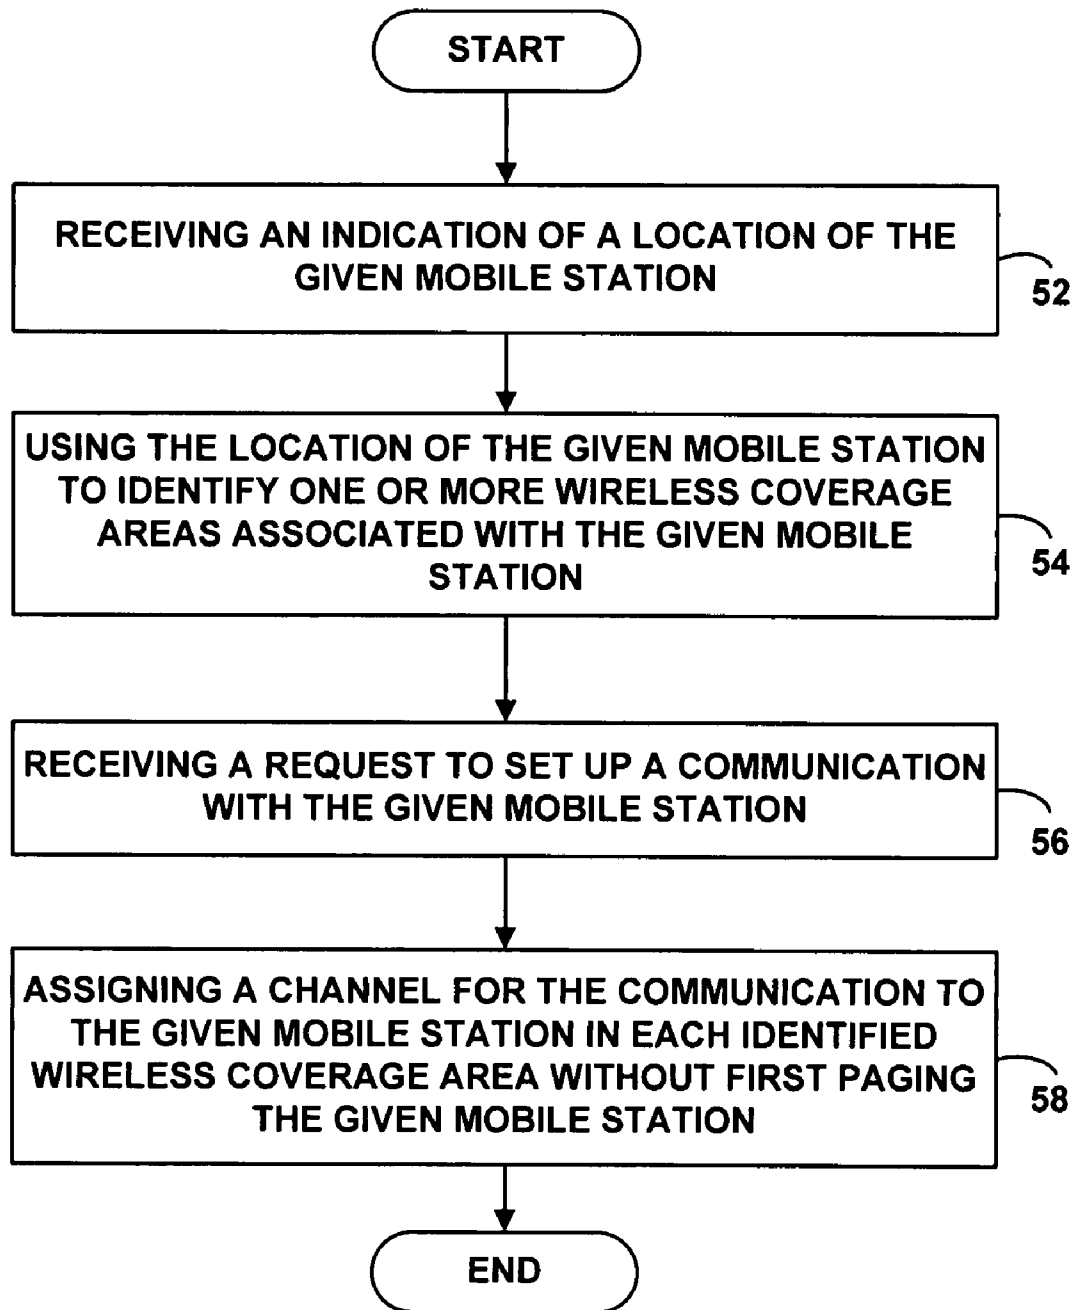 START
RECEIVING AN INDICATION OF A LOCATION OF THE
GIVEN MOBILE STATION
52
USING THE LOCATION OF THE GIVEN MOBILE STATION
TO IDENTIFY ONE OR MORE WIRELESS COVERAGE
AREAS ASSOCIATED WITH THE GIVEN MOBILE
STATION
54
RECEIVING A REQUEST TO SET UP A COMMUNICATION
WITH THE GIVEN MOBILE STATION
56
ASSIGNING A CHANNEL FOR THE COMMUNICATION TO
THE GIVEN MOBILE STATION IN EACH IDENTIFIED
WIRELESS COVERAGE AREA WITHOUT FIRST PAGING
THE GIVEN MOBILE STATION
58
END